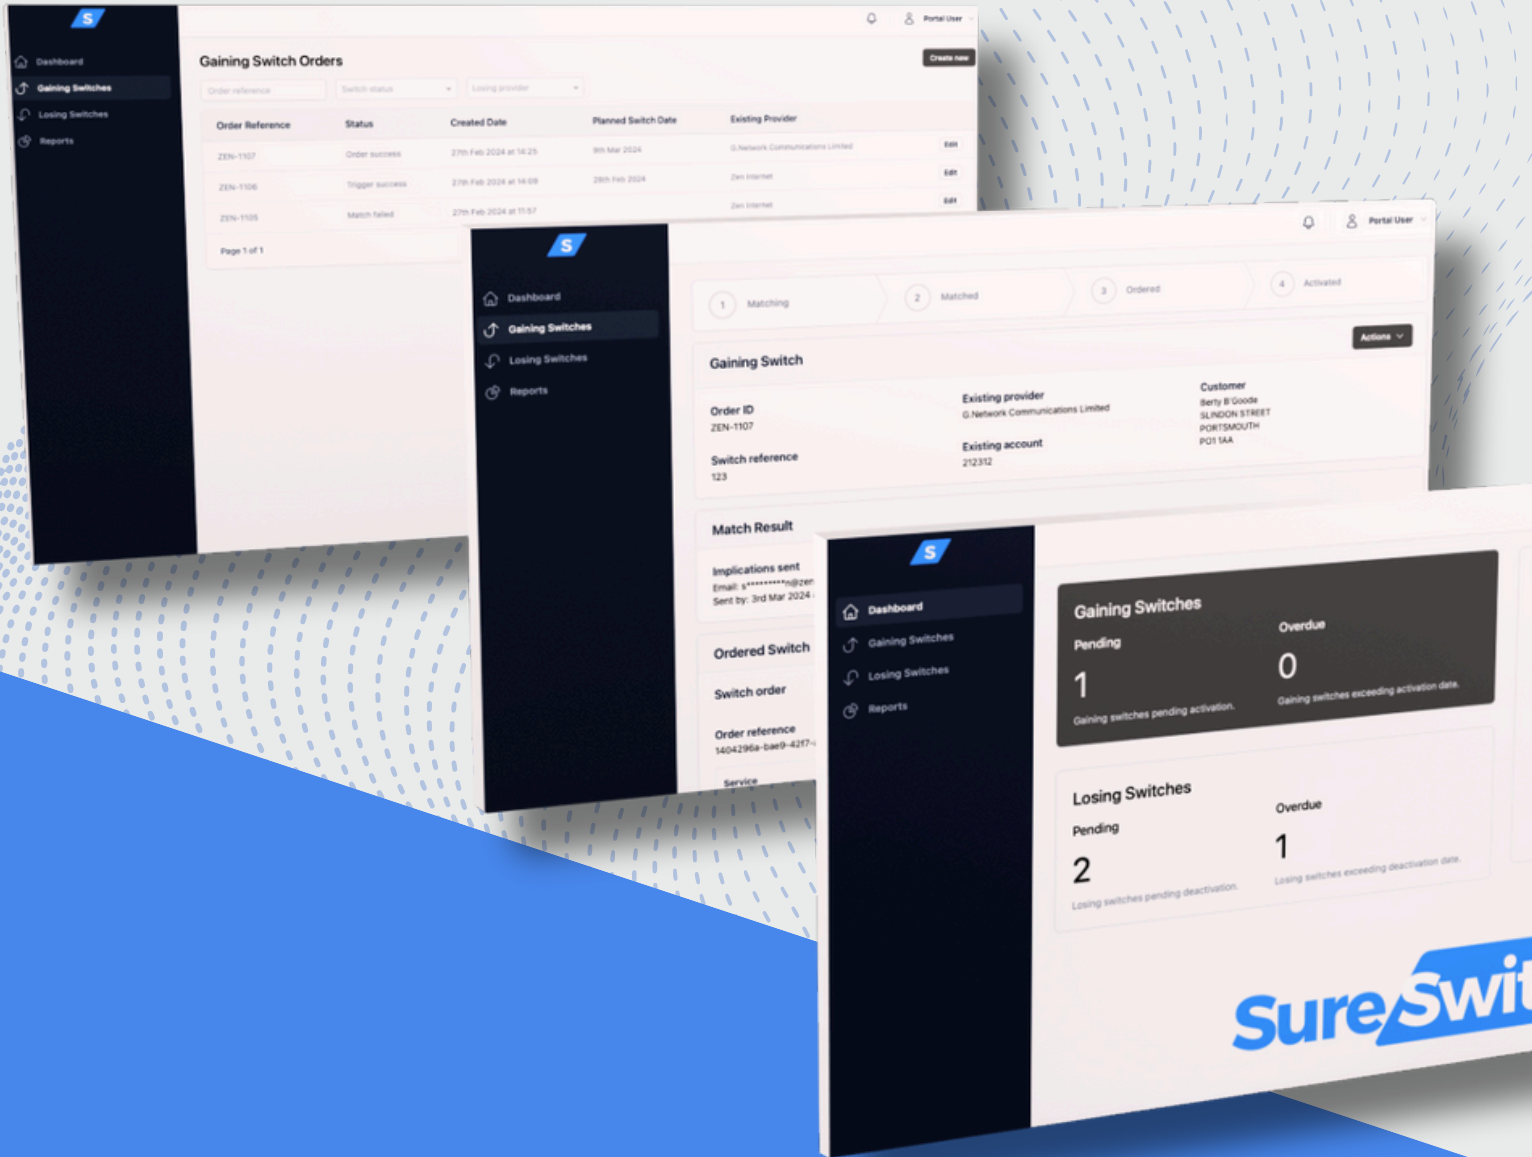 S
Portal User
Dashboard
Gaining Switches
Losing Switches
Reports
Gaining Switch Orders
Create new
Order reference
Switch status
Losing provider
Order Reference
Status
Created Date
Planned Switch Date
Existing Provider
ZEN-1107
Order success
27th Feb 2024 at 14:25
9th Mar 2024
G.Network Communications Limited
Edit
ZEN-1106
Trigger success
27th Feb 2024 at 14:09
28th Feb 2024
Zen Internet
Edit
ZEN-1105
Match failed
27th Feb 2024 at 11:57
Zen Internet
Edit
Page 1 of 1
S
Portal User
Dashboard
Gaining Switches
Losing Switches
Reports
1 Matching
2 Matched
3 Ordered
4 Activated
Actions
Gaining Switch
Order ID
ZEN-1107
Switch reference
123
Existing provider
G.Network Communications Limited
Existing account
212312
Customer
Berty B'Goode
SLINDON STREET
PORTSMOUTH
PO1 1AA
Match Result
Implications sent
Email: s*********n@zen
Sent by: 3rd Mar 2024
Ordered Switch
Switch order
Order reference
1404296a-bae9-42f7-
Service
S
Dashboard
Gaining Switches
Losing Switches
Reports
Gaining Switches
Pending
1
Gaining switches pending activation.
Overdue
0
Gaining switches exceeding activation date.
Losing Switches
Pending
2
Losing switches pending deactivation.
Overdue
1
Losing switches exceeding deactivation date.
SureSwit